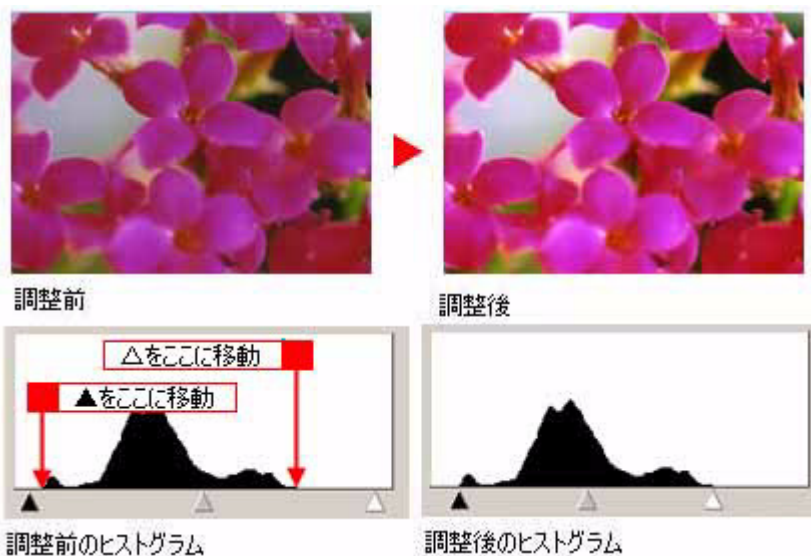 調整前
調整後
△をここに移動
▲をここに移動
調整前のヒストグラム
調整後のヒストグラム